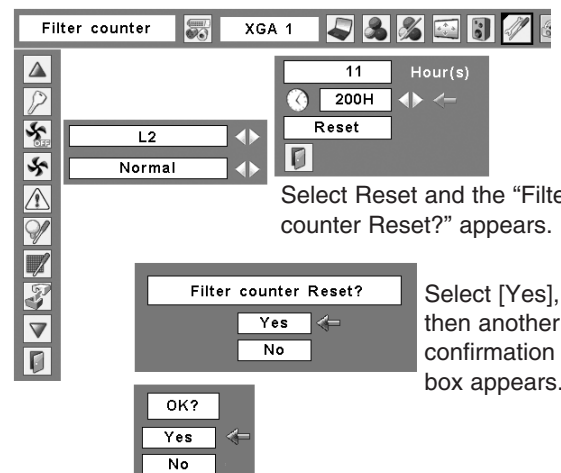 Filter counter
XGA 1
11 Hour(s)
200H
Reset
OFF
L2
Normal
Select Reset and the “Filte
counter Reset?” appears.
Filter counter Reset?
Yes
No
Select [Yes],
then another
confirmation
box appears.
OK?
Yes
No